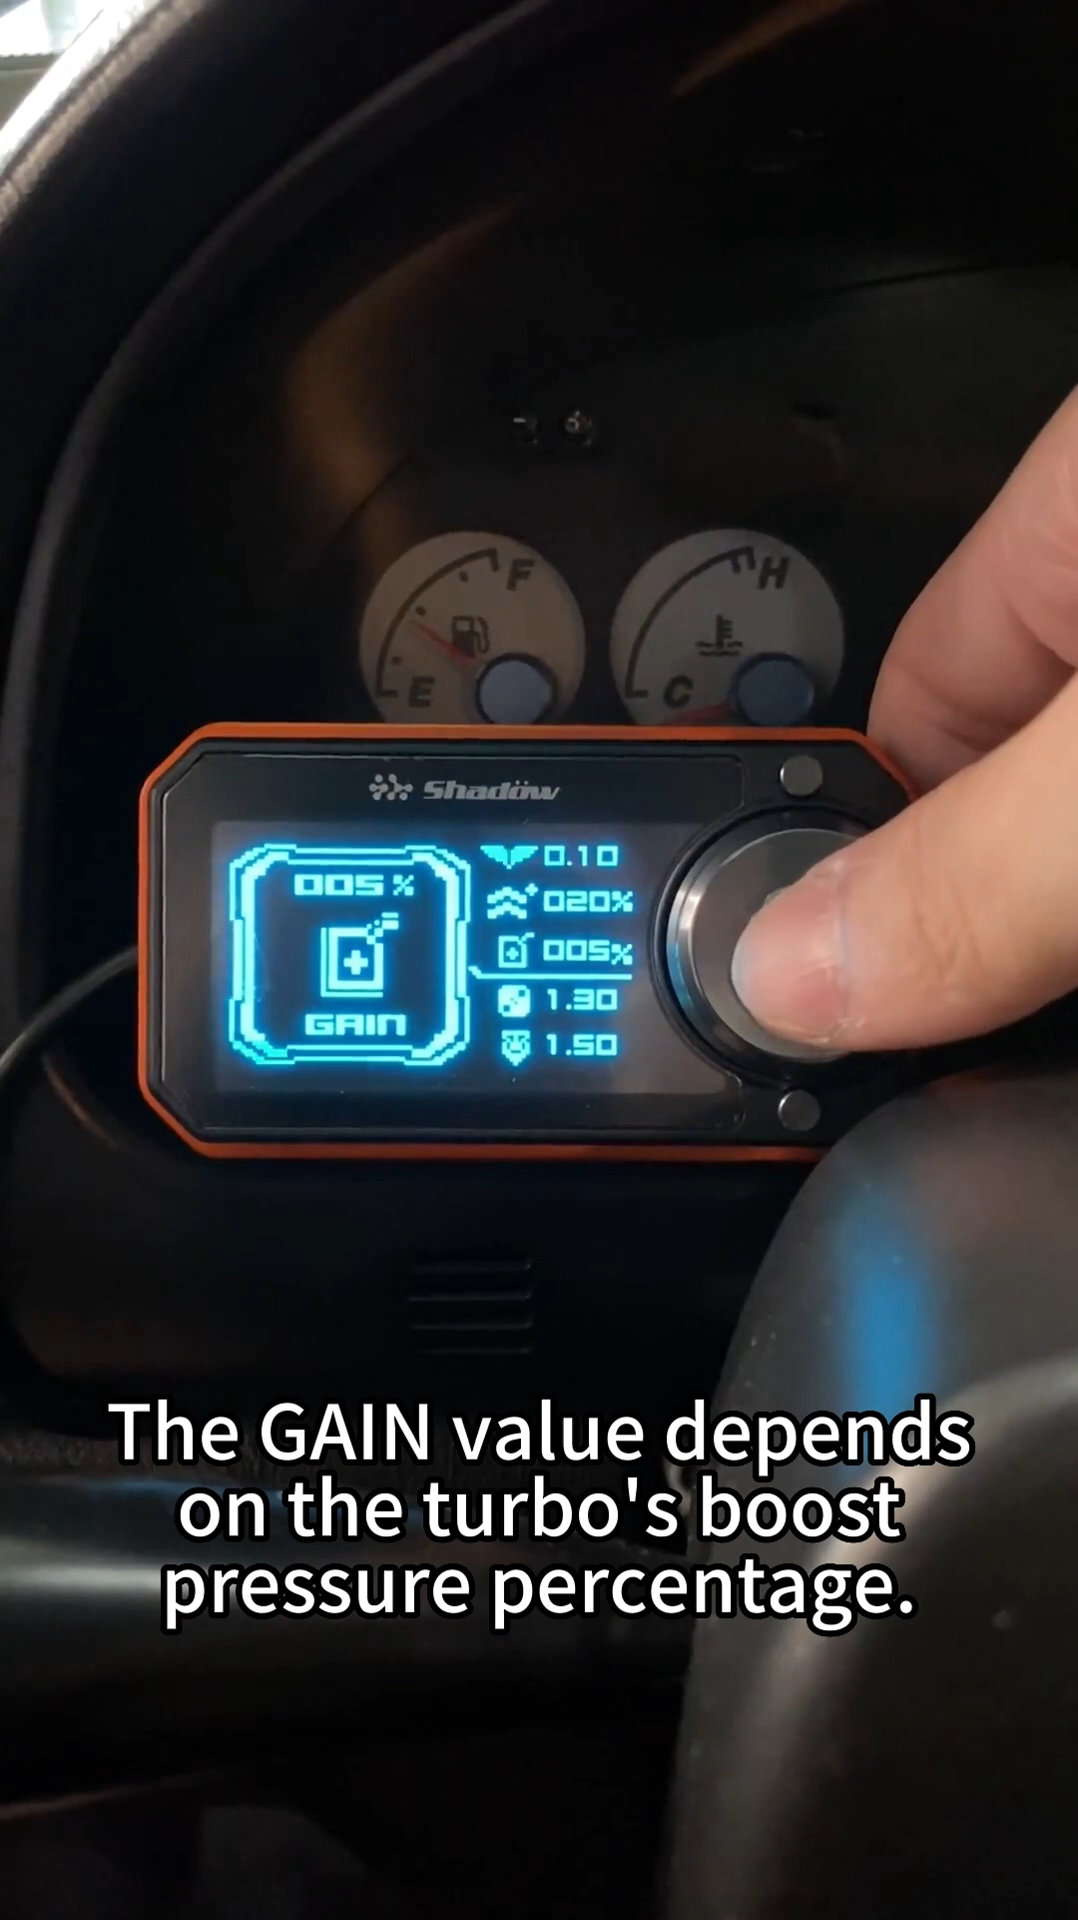 F
E
H
C
Shadow
005 %
GAIN
0.10
020%
005%
1.30
1.50
The GAIN value depends
on the turbo's boost
pressure percentage.